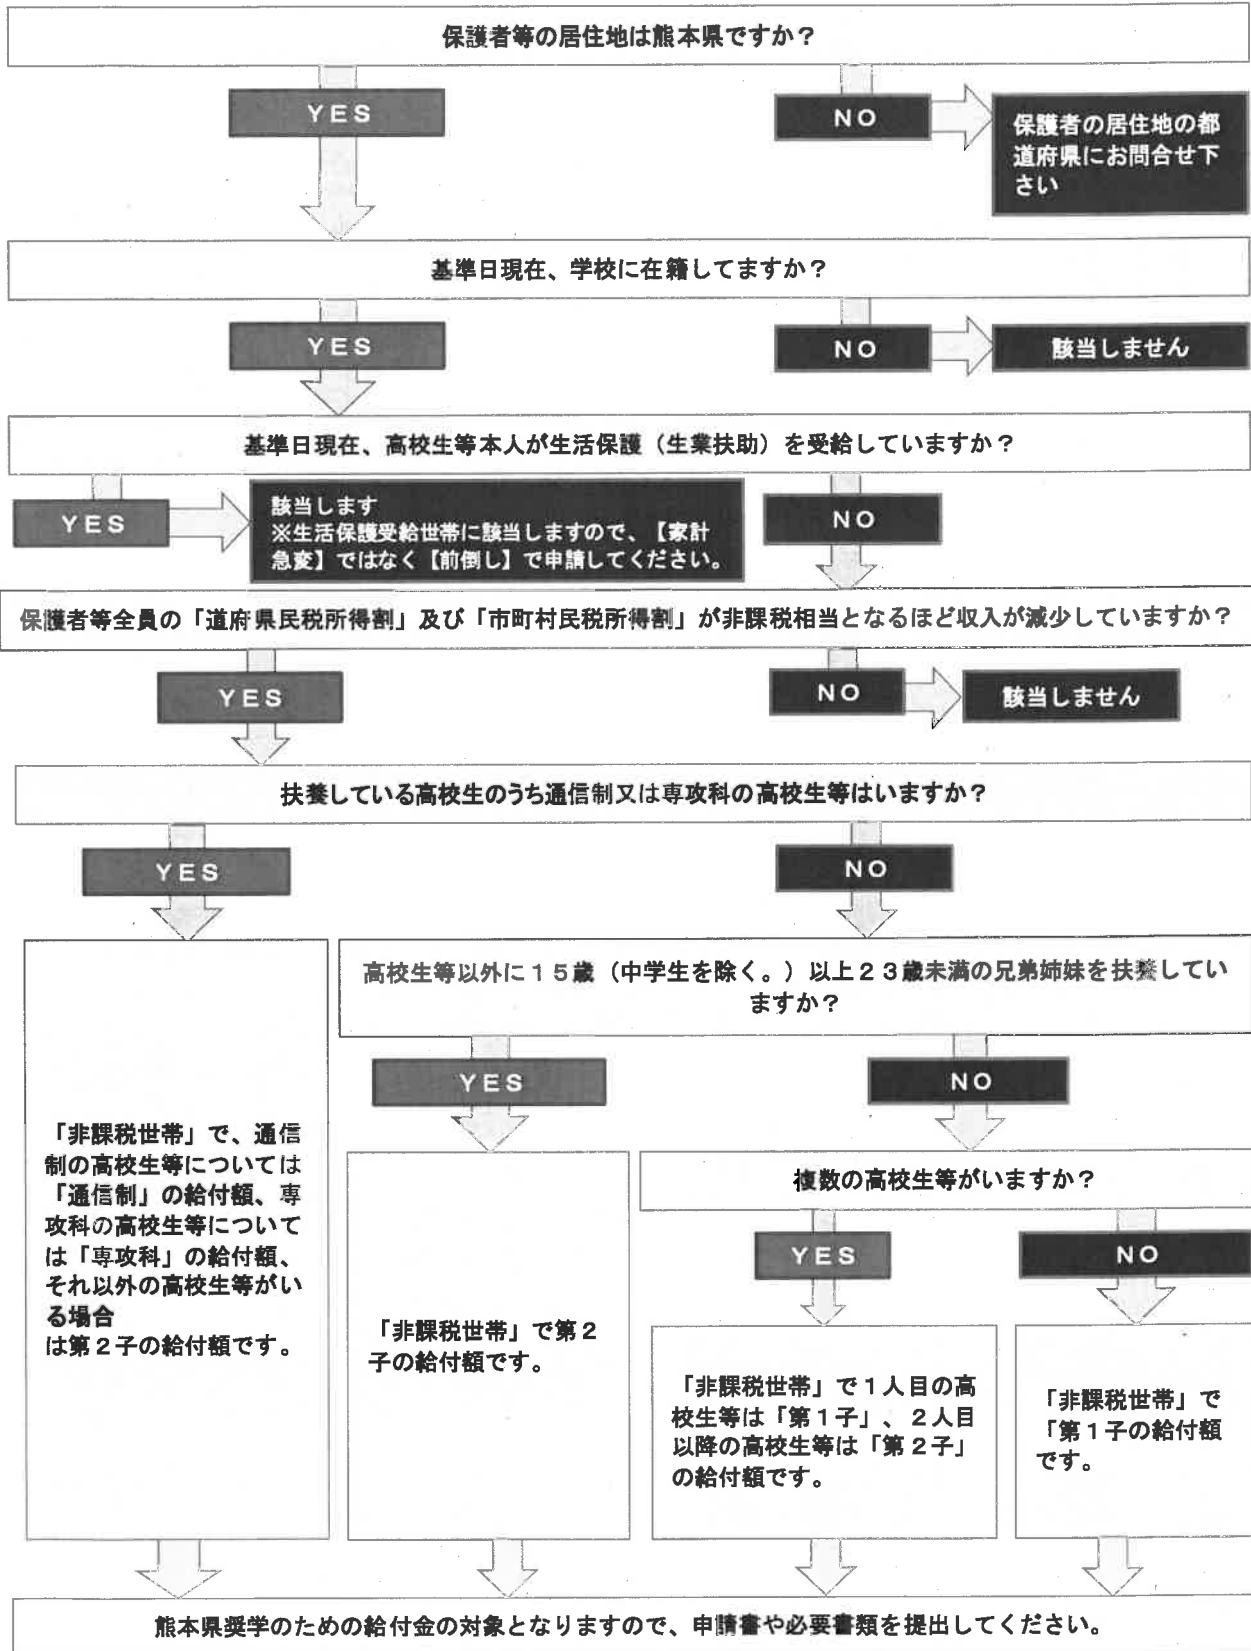 保護者等の居住地は熊本県ですか？
YES
NO
保護者の居住地の都
道府県にお問合せ下
さい
基準日現在、学校に在籍してますか？
YES
NO
該当しません
基準日現在、高校生等本人が生活保護（生業扶助）を受給していますか？
YES
該当します
※生活保護受給世帯に該当しますので、【家計
急変】ではなく【前倒し】で申請してください。
NO
保護者等全員の「道府県民税所得割」及び「市町村民税所得割」が非課税相当となるほど収入が減少していますか？
YES
NO
該当しません
扶養している高校生のうち通信制又は専攻科の高校生等はいますか？
YES
NO
高校生等以外に１５歳（中学生を除く。）以上２３歳未満の兄弟姉妹を扶養してい
ますか？
YES
NO
「非課税世帯」で、通信
制の高校生等については
「通信制」の給付額、専
攻科の高校生等について
は「専攻科」の給付額、
それ以外の高校生等がい
る場合
は第２子の給付額です。
「非課税世帯」で第２
子の給付額です。
複数の高校生等がいますか？
YES
NO
「非課税世帯」で１人目の高
校生等は「第１子」、２人目
以降の高校生等は「第２子」
の給付額です。
「非課税世帯」で
「第１子の給付額
です。
熊本県奨学のための給付金の対象となりますので、申請書や必要書類を提出してください。